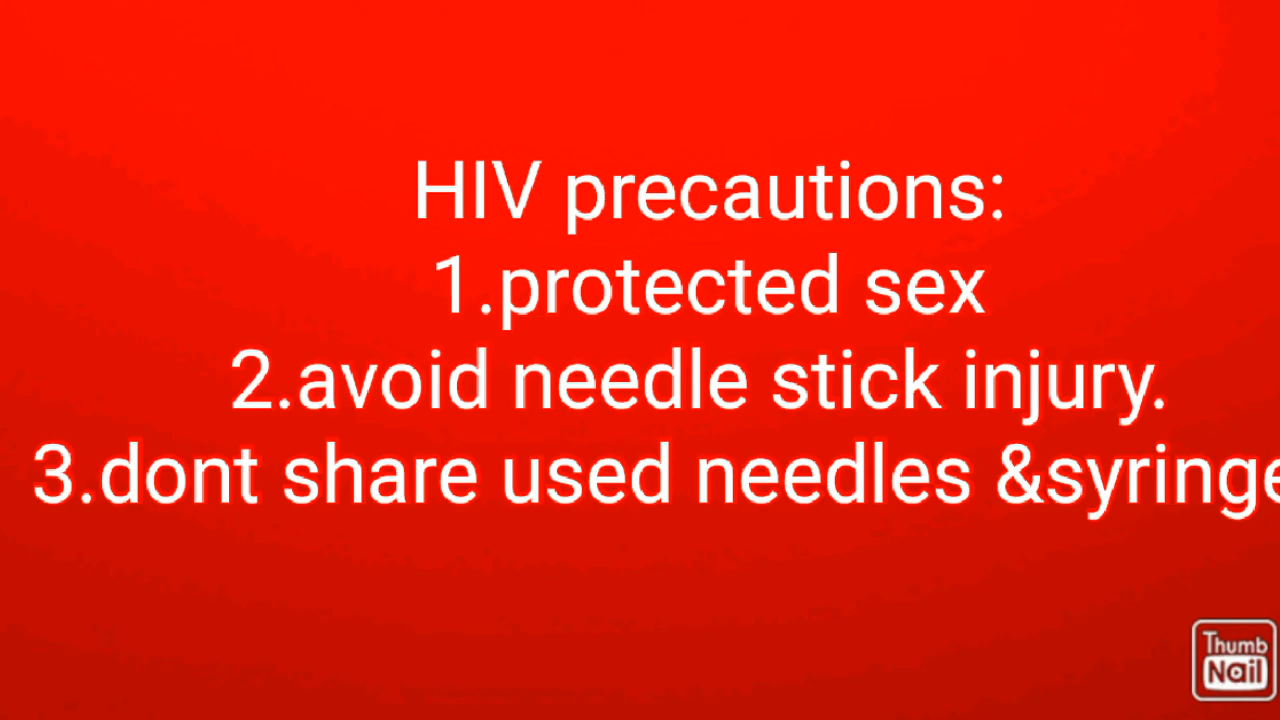 HIV precautions:
1.protected sex
2.avoid needle stick injury.
3.dont share used needles &syringe
Thumb
Nail